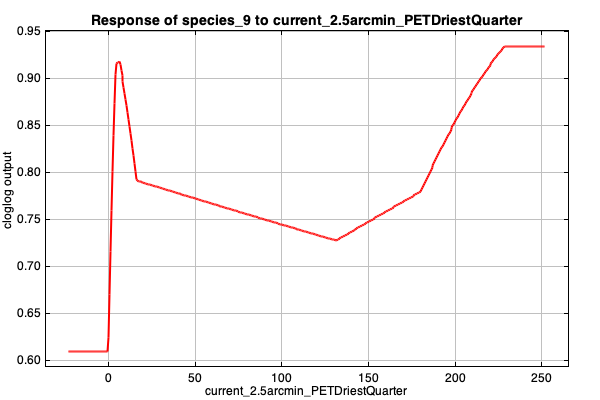 Response of species_9 to current_2.5arcmin_PETDriestQuarter
0.95
0.90
0.85
0.80
0.75
0.70
0.65
0.60
cloglog output
0 50 100 150 200 250
current_2.5arcmin_PETDriestQuarter